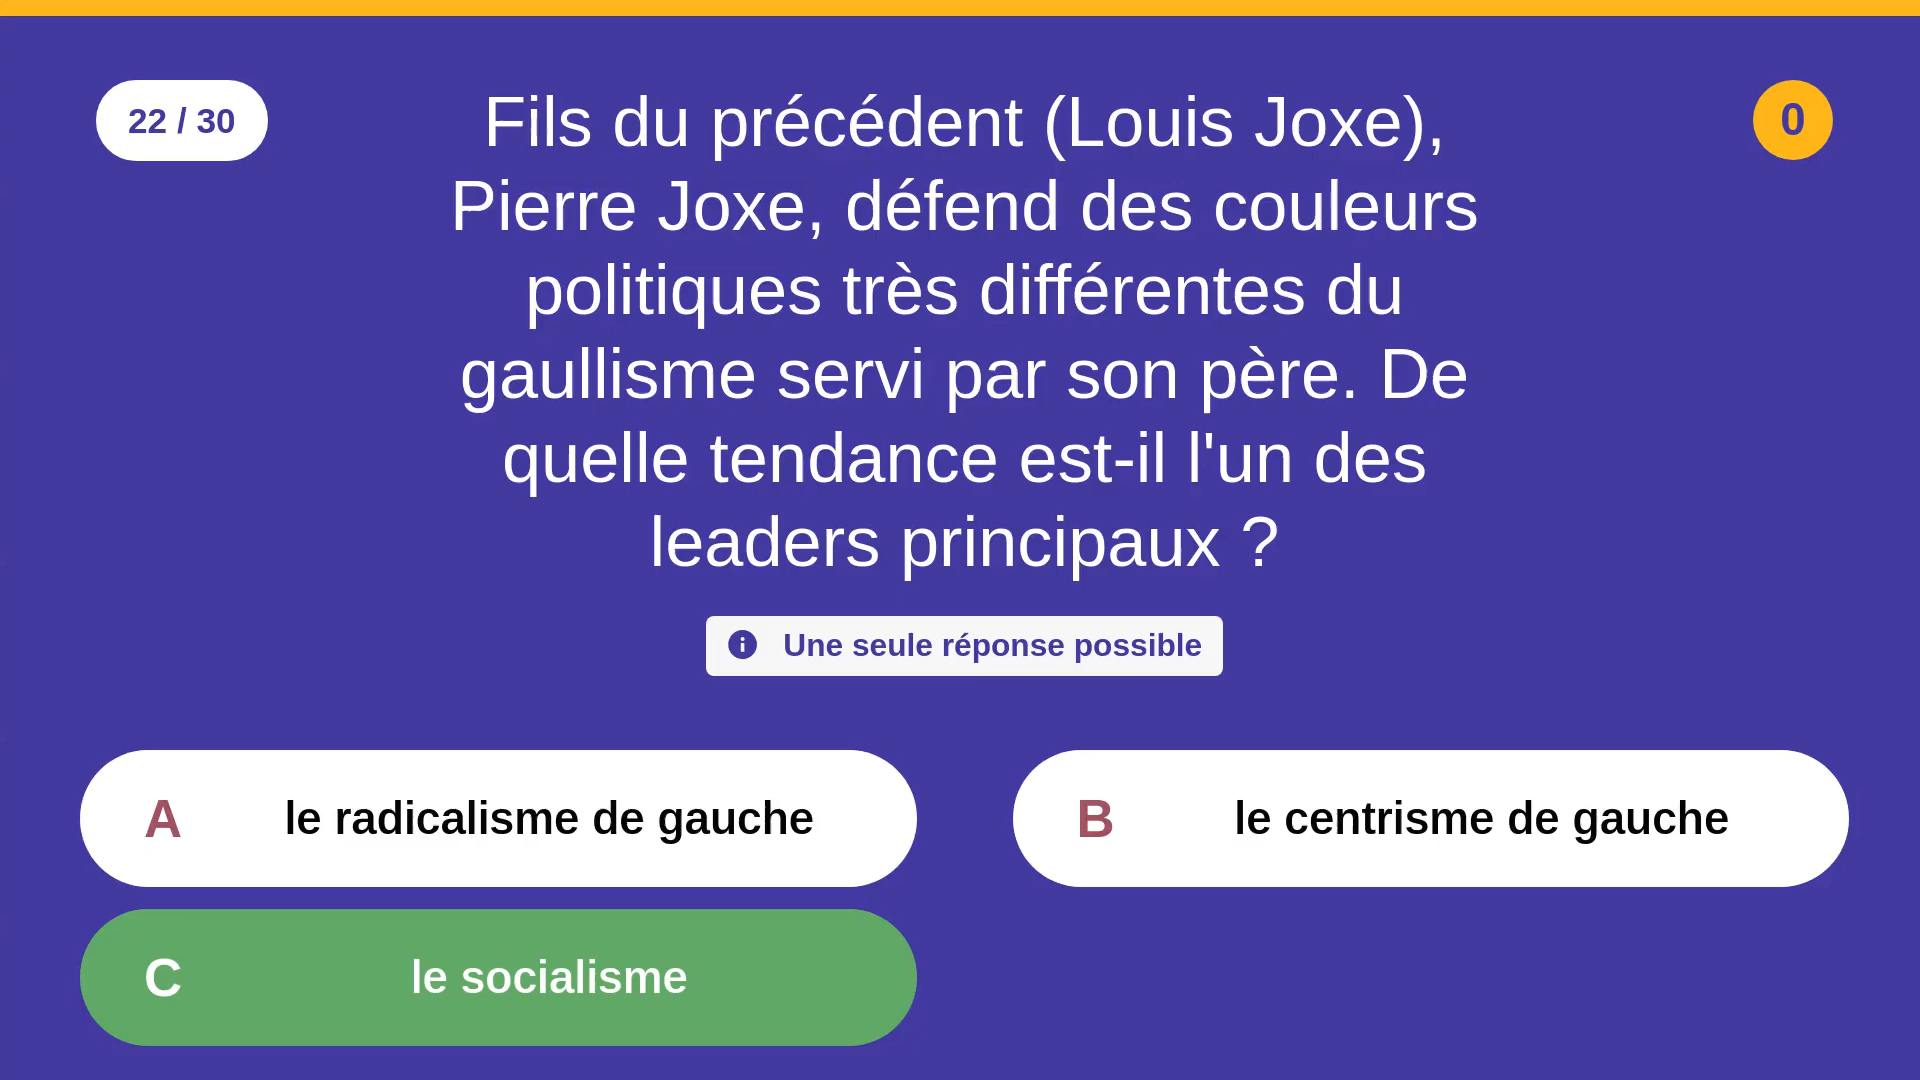 22 / 30
Fils du précédent (Louis Joxe),
Pierre Joxe, défend des couleurs
politiques très différentes du
gaullisme servi par son père. De
quelle tendance est-il l'un des
leaders principaux ?
0
Une seule réponse possible
A le radicalisme de gauche
B le centrisme de gauche
C le socialisme